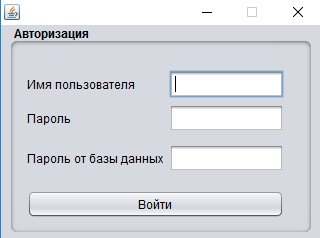 Авторизация
Имя пользователя
Пароль
Пароль от базы данных
Войти